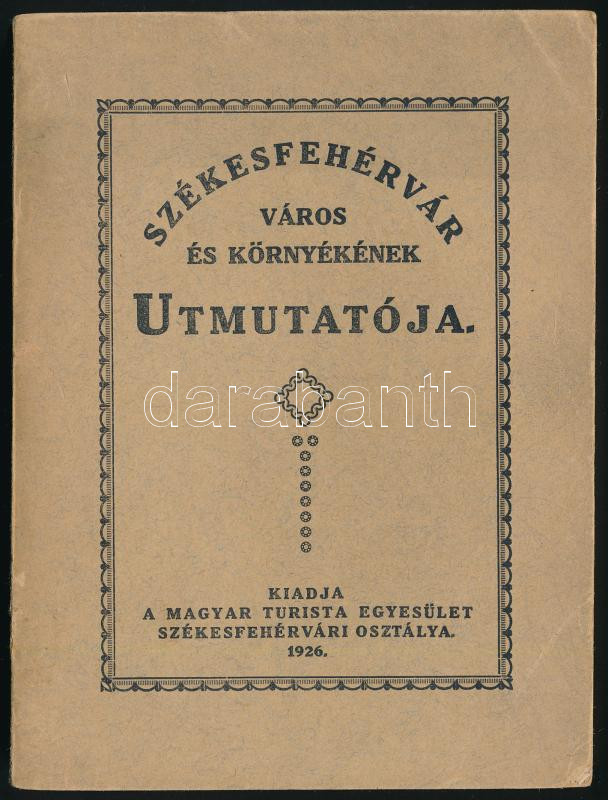 SZÉKESFEHÉRVÁR
VÁROS
ÉS KÖRNYÉKÉNEK
UTMUTATÓJA.
darabanth
KIADJA
A MAGYAR TURISTA EGYESÜLET
SZÉKESFEHÉRVÁRI OSZTÁLYA.
1926.